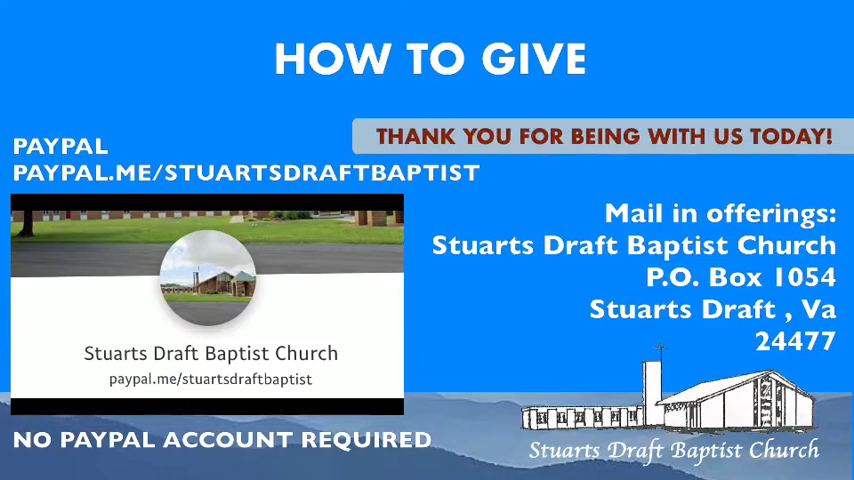 HOW TO GIVE
THANK YOU FOR BEING WITH US TODAY!
PAYPAL
PAYPAL.ME/STUARTSDRAFTBAPTIST
Stuarts Draft Baptist Church
paypal.me/stuartsdraftbaptist
NO PAYPAL ACCOUNT REQUIRED
Mail in offerings:
Stuarts Draft Baptist Church
P.O. Box 1054
Stuarts Draft , Va
24477
Stuarts Draft Baptist Church